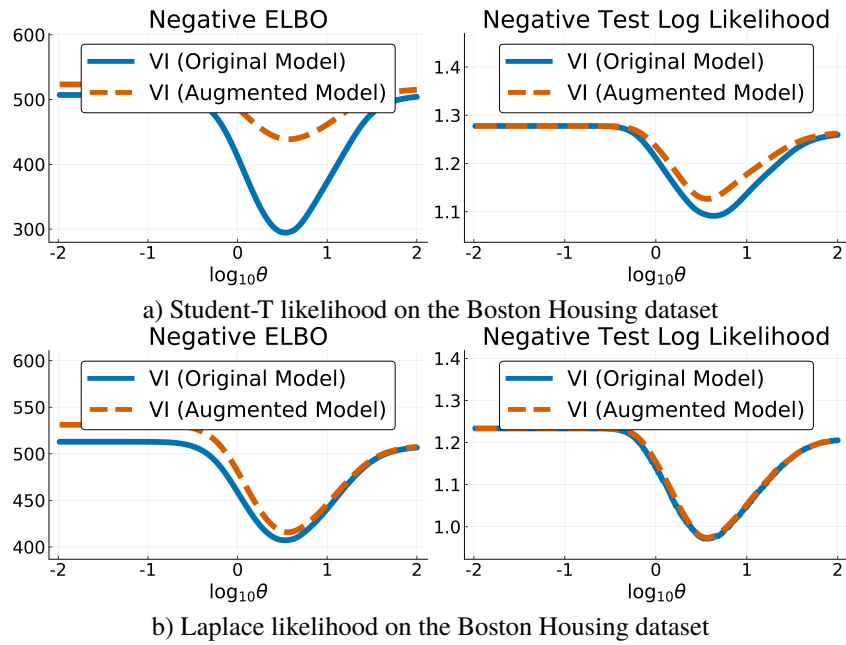 Negative ELBO
600
500
400
300
VI (Original Model)
VI (Augmented Model)
-2 -1 0 1 2
log10θ
Negative Test Log Likelihood
1.4
1.3
1.2
1.1
VI (Original Model)
VI (Augmented Model)
-2 -1 0 1 2
log10θ
a) Student-T likelihood on the Boston Housing dataset
Negative ELBO
600
550
500
450
400
VI (Original Model)
VI (Augmented Model)
-2 -1 0 1 2
log10θ
Negative Test Log Likelihood
1.4
1.3
1.2
1.0
VI (Original Model)
VI (Augmented Model)
-2 -1 0 1 2
log10θ
b) Laplace likelihood on the Boston Housing dataset